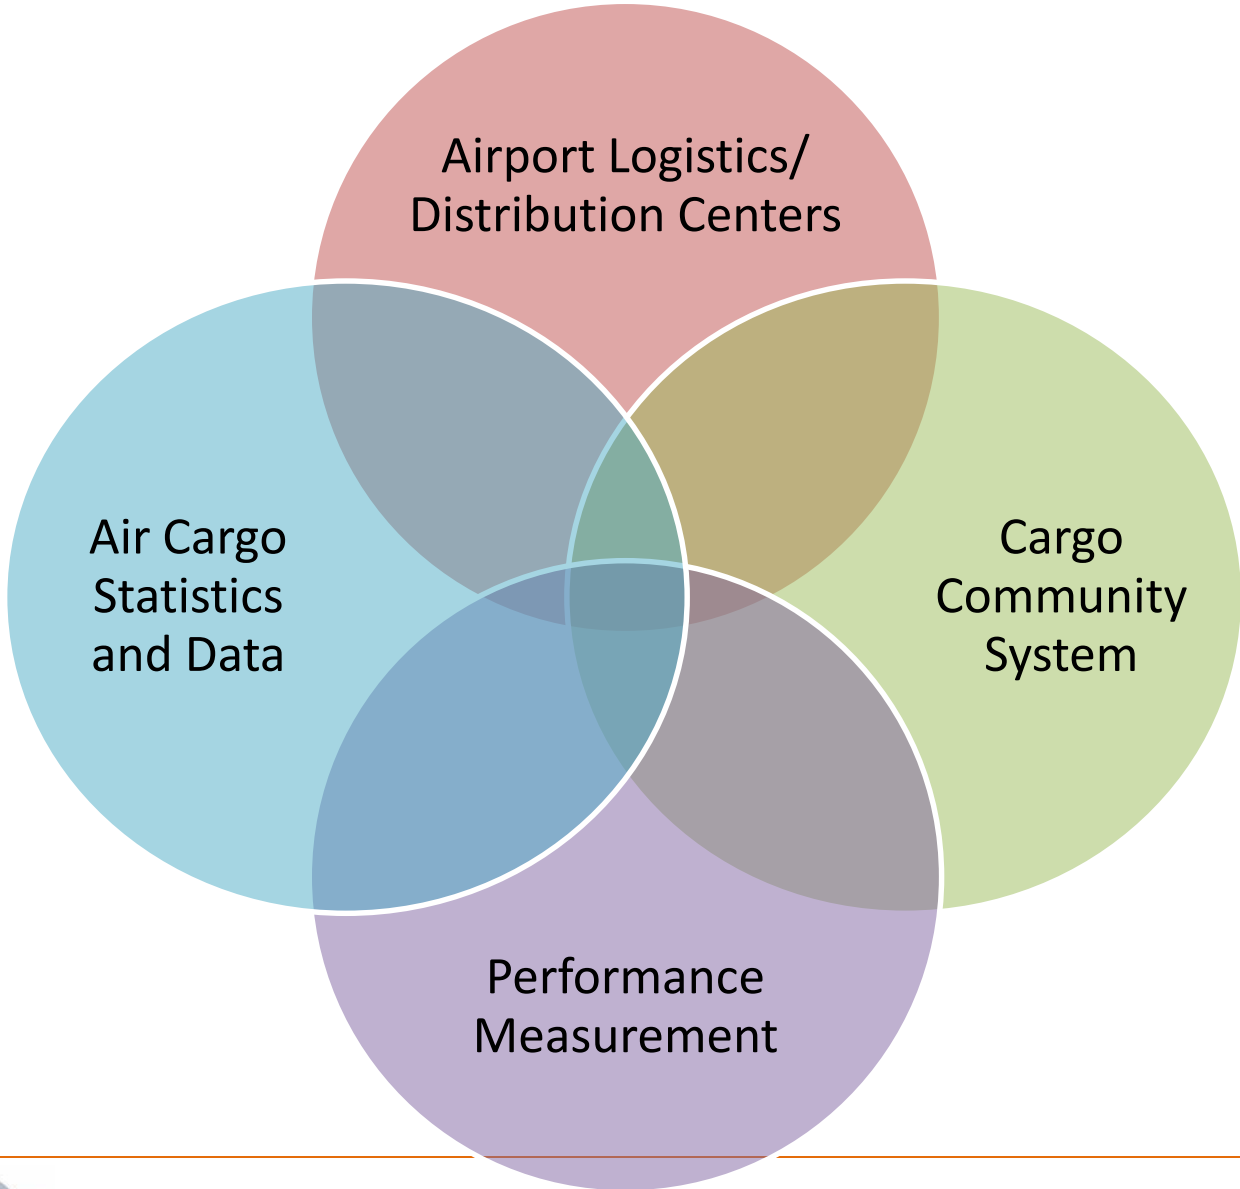 Airport Logistics/
Distribution Centers
Air Cargo
Statistics
and Data
Cargo
Community
System
Performance
Measurement